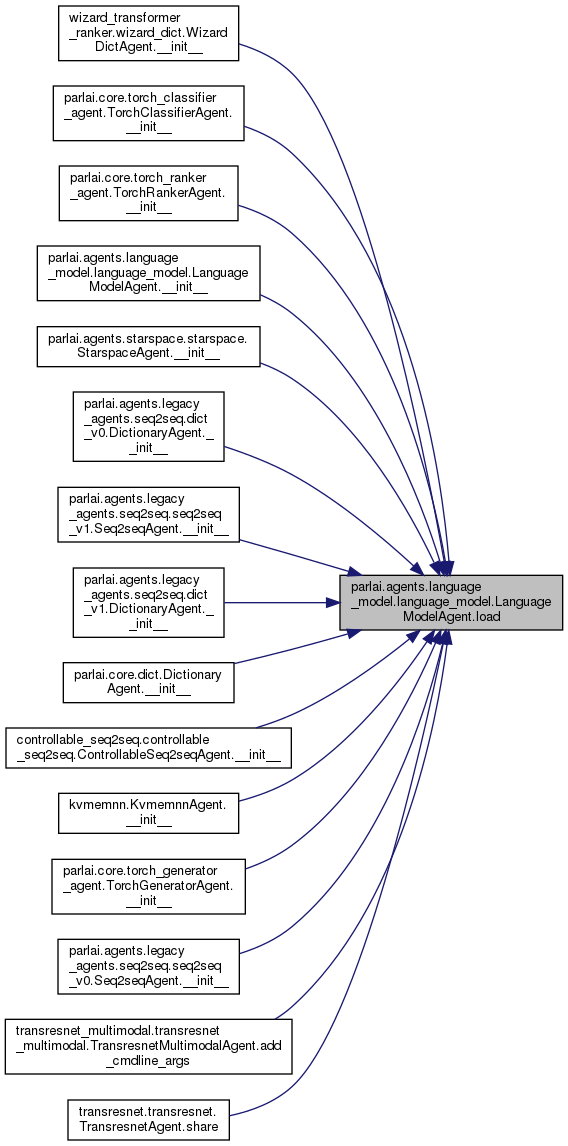 wizard_transformer
_ranker.wizard_dict.Wizard
DictAgent.__init__
parlai.core.torch_classifier
_agent.TorchClassifierAgent.
__init__
parlai.core.torch_ranker
_agent.TorchRankerAgent.
__init__
parlai.agents.language
_model.language_model.Language
ModelAgent.__init__
parlai.agents.starspace.starspace.
StarspaceAgent.__init__
parlai.agents.legacy
_agents.seq2seq.dict
_v0.DictionaryAgent._
_init__
parlai.agents.legacy
_agents.seq2seq.seq2seq
_v1.Seq2seqAgent.__init__
parlai.agents.legacy
_agents.seq2seq.dict
_v1.DictionaryAgent._
_init__
parlai.agents.language
_model.language_model.Language
ModelAgent.load
parlai.core.dict.Dictionary
Agent.__init__
controllable_seq2seq.controllable
_seq2seq.ControllableSeq2seqAgent.__init__
kvmemnn.KvmemnnAgent.
__init__
parlai.core.torch_generator
_agent.TorchGeneratorAgent.
__init__
parlai.agents.legacy
_agents.seq2seq.seq2seq
_v0.Seq2seqAgent.__init__
transresnet_multimodal.transresnet
_multimodal.TransresnetMultimodalAgent.add
_cmdline_args
transresnet.transresnet.
TransresnetAgent.share